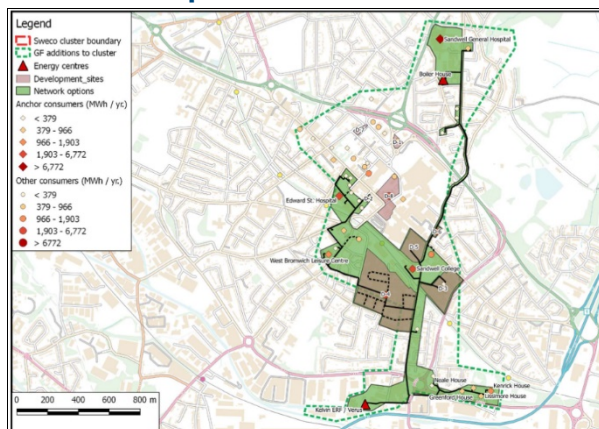 Legend
Sweco cluster boundary
GF additions to cluster
Energy centres
Development_sites
Network options
Anchor consumers (MWh / yr.)
< 379
379 - 966
966 - 1,903
1,903 - 6,772
> 6,772
Other consumers (MWh / yr.)
< 379
379 - 966
966 - 1,903
1,903 - 6,772
> 6772
Sandwell General Hospital
Boiler House
Edward St. Hospital
West Bromwich Leisure Centre
Sandwell College
Neale House
Kenrick House
Greenford House
Lissimore House
Kelvin ERF / Verus
0 200 400 600 800 m